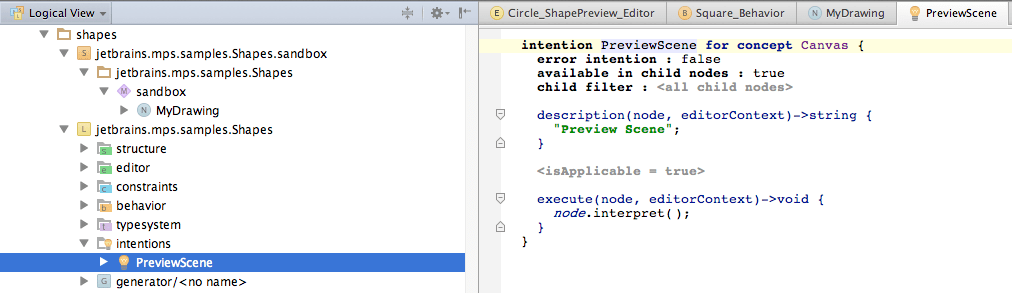 Logical View
shapes
jetbrains.mps.samples.Shapes.sandbox
jetbrains.mps.samples.Shapes
sandbox
MyDrawing
jetbrains.mps.samples.Shapes
structure
editor
constraints
behavior
typesystem
intentions
PreviewScene
generator/<no name>
Circle_ShapePreview_Editor
Square_Behavior
MyDrawing
PreviewScene
intention PreviewScene for concept Canvas {
error intention : false
available in child nodes : true
child filter : <all child nodes>
description(node, editorContext)->string {
"Preview Scene";
}
<isApplicable = true>
execute(node, editorContext)->void {
node.interpret();
}
}